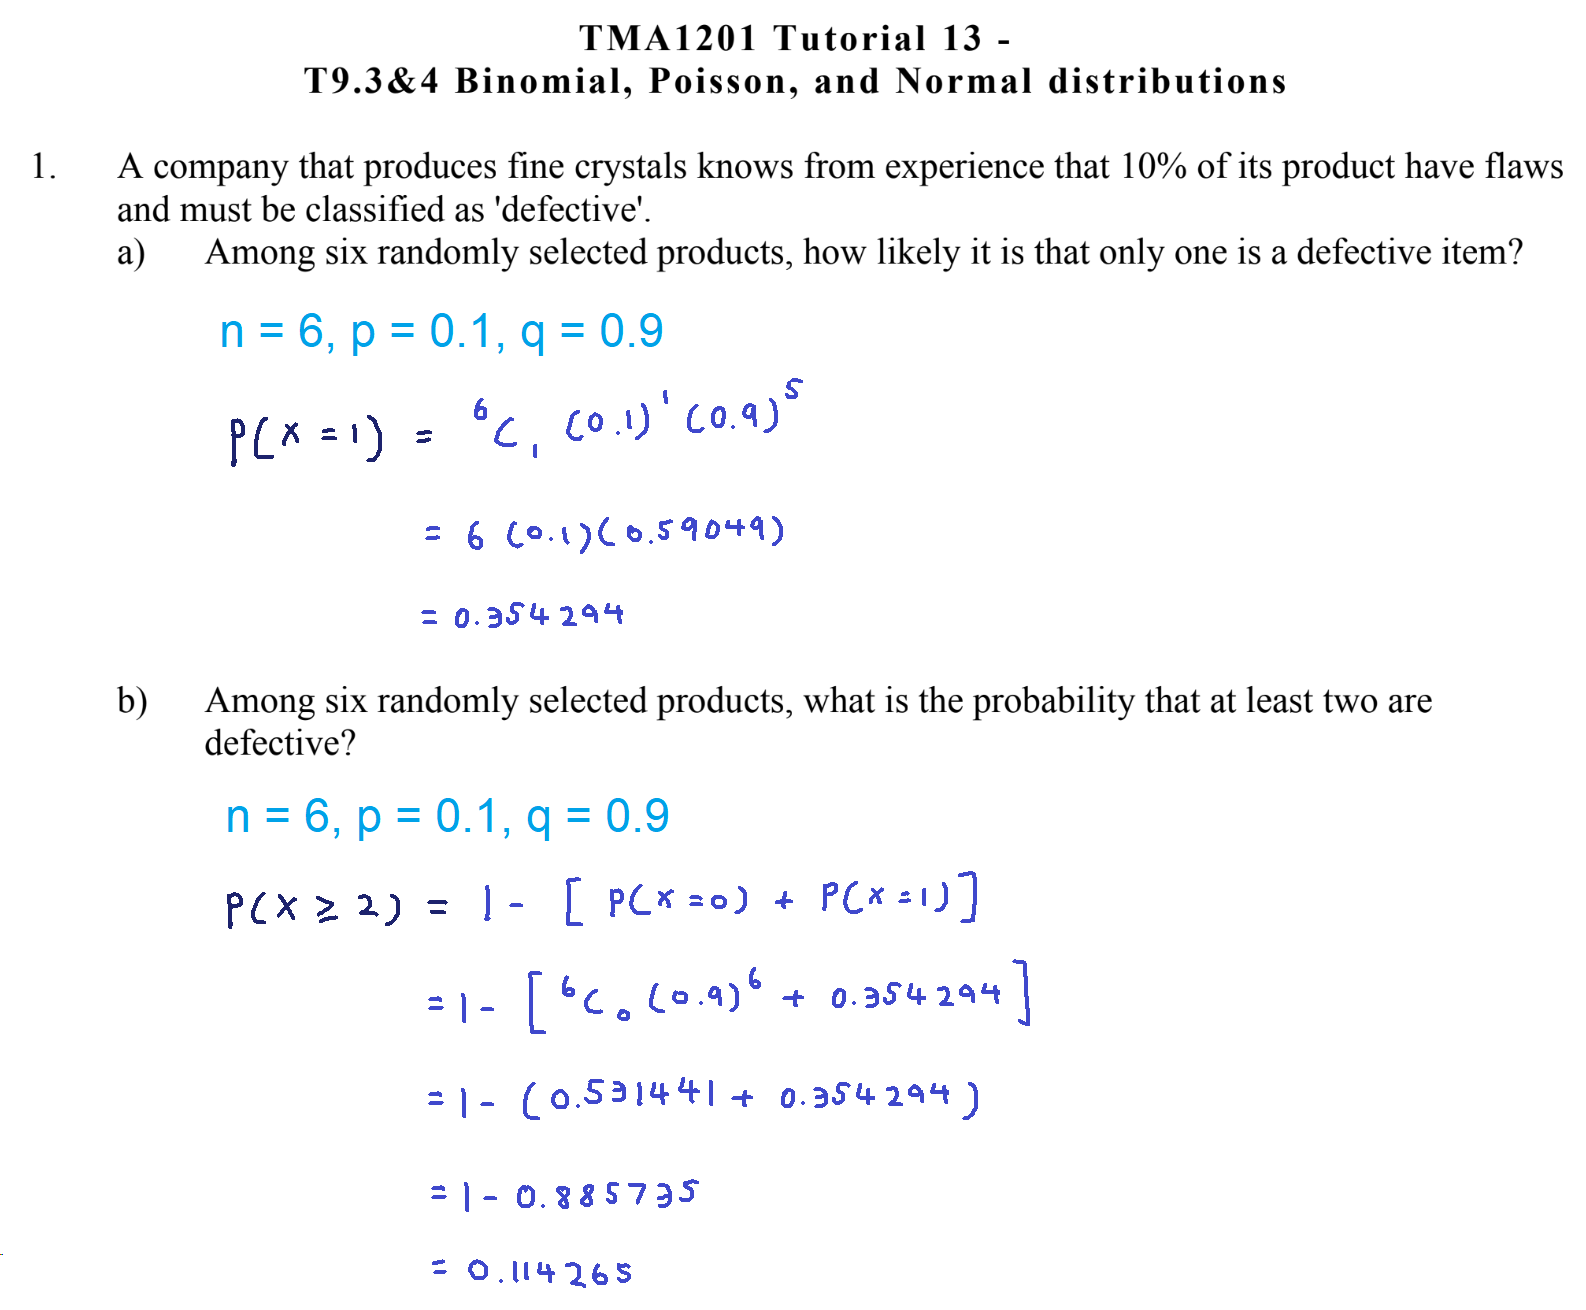 TMA1201 Tutorial 13 -
T9.3&4 Binomial, Poisson, and Normal distributions
1. A company that produces fine crystals knows from experience that 10% of its product have flaws
and must be classified as 'defective'.
a) Among six randomly selected products, how likely it is that only one is a defective item?
n = 6, p = 0.1, q = 0.9
P(X = 1) = ⁶C₁ (0.1)¹ (0.9)⁵
= 6 (0.1)(0.59049)
= 0.354294
b) Among six randomly selected products, what is the probability that at least two are
defective?
n = 6, p = 0.1, q = 0.9
P(X ≥ 2) = 1 - [ P(X = 0) + P(X = 1) ]
= 1 - [ ⁶C₀ (0.9)⁶ + 0.354294 ]
= 1 - ( 0.531441 + 0.354294 )
= 1 - 0.885735
= 0.114265